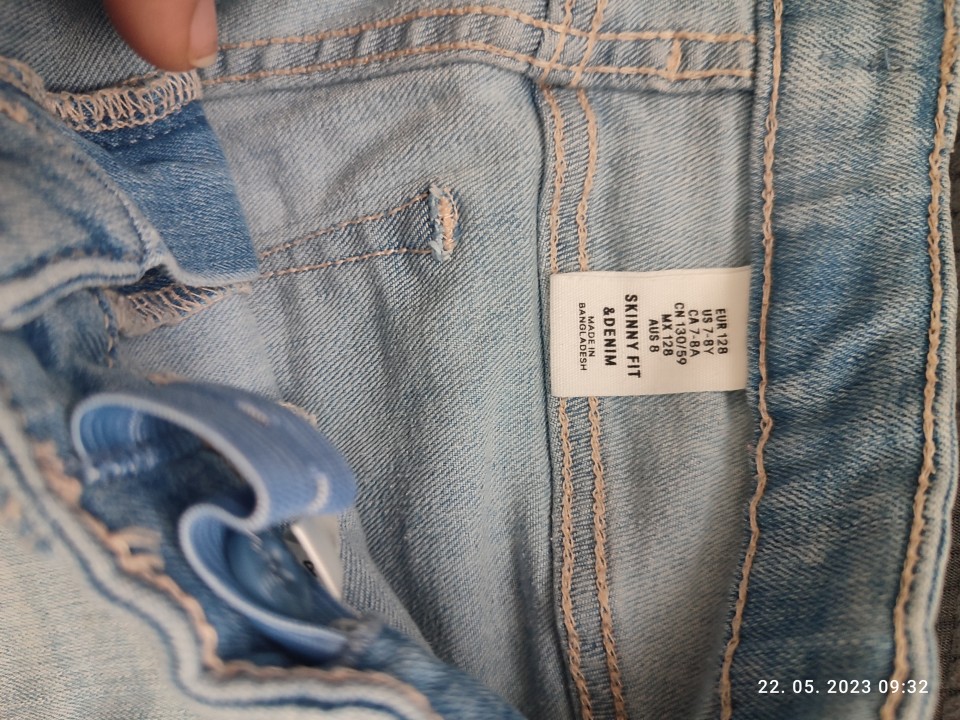 EUR 128
US 7-8Y
CA 7-8A
CN 130/59
MX 128
AUS 8
SKINNY FIT
&DENIM
MADE IN
BANGLADESH
22. 05. 2023 09:32